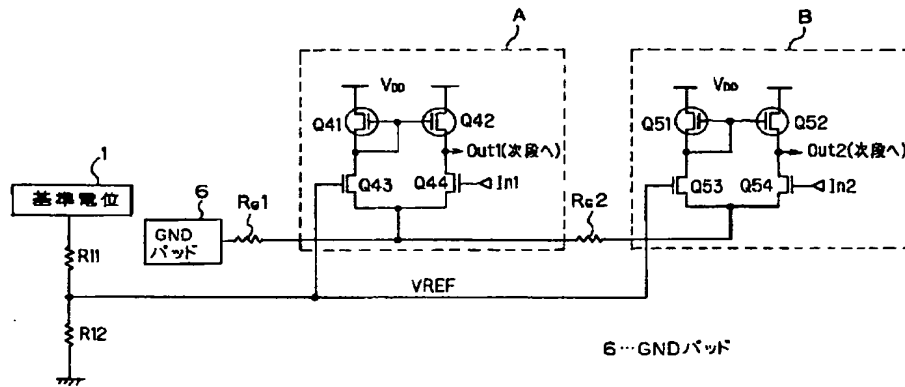 A
B
VDD
VDD
Q41
Q42
Q51
Q52
Out1(次段へ)
Out2(次段へ)
1
基準電位
6
GND
パッド
RG1
Q43
Q44
In1
RG2
Q53
Q54
In2
R11
VREF
R12
6…GNDパッド